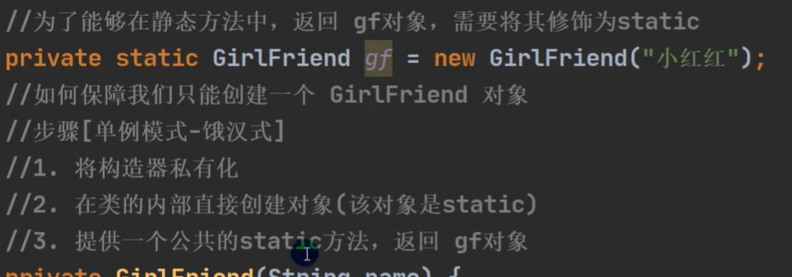 //为了能够在静态方法中，返回 gf对象，需要将其修饰为static
private static GirlFriend gf = new GirlFriend("小红红");
//如何保障我们只能创建一个 GirlFriend 对象
//步骤[单例模式-饿汉式]
//1. 将构造器私有化
//2. 在类的内部直接创建对象(该对象是static)
//3. 提供一个公共的static方法，返回 gf对象
private GirlFriend(String name) {